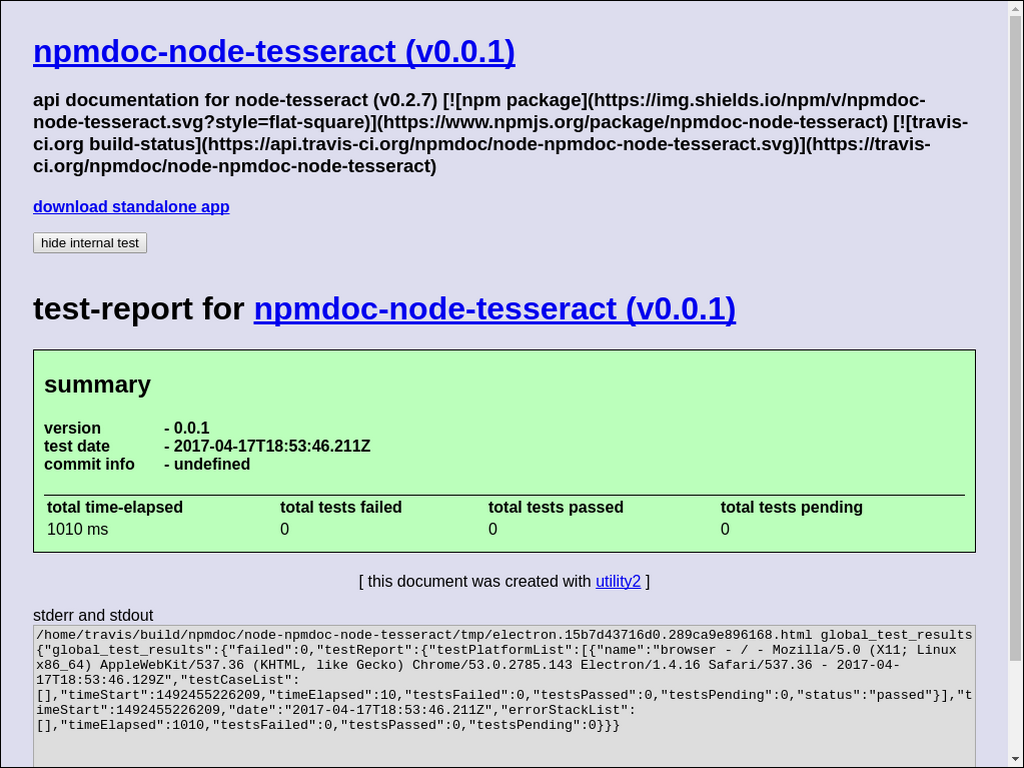 npmdoc-node-tesseract (v0.0.1)
api documentation for node-tesseract (v0.2.7) [![npm package](https://img.shields.io/npm/v/npmdoc-
node-tesseract.svg?style=flat-square)](https://www.npmjs.org/package/npmdoc-node-tesseract) [![travis-
ci.org build-status](https://api.travis-ci.org/npmdoc/node-npmdoc-node-tesseract.svg)](https://travis-
ci.org/npmdoc/node-npmdoc-node-tesseract)
download standalone app
hide internal test
test-report for npmdoc-node-tesseract (v0.0.1)
summary
version - 0.0.1
test date - 2017-04-17T18:53:46.211Z
commit info - undefined
total time-elapsed total tests failed total tests passed total tests pending
1010 ms 0 0 0
[ this document was created with utility2 ]
stderr and stdout
/home/travis/build/npmdoc/node-npmdoc-node-tesseract/tmp/electron.15b7d43716d0.289ca9e896168.html global_test_results
{"global_test_results":{"failed":0,"testReport":{"testPlatformList":[{"name":"browser - / - Mozilla/5.0 (X11; Linux
x86_64) AppleWebKit/537.36 (KHTML, like Gecko) Chrome/53.0.2785.143 Electron/1.4.16 Safari/537.36 - 2017-04-
17T18:53:46.129Z","testCaseList":
[],"timeStart":1492455226209,"timeElapsed":10,"testsFailed":0,"testsPassed":0,"testsPending":0,"status":"passed"}],"t
imeStart":1492455226209,"date":"2017-04-17T18:53:46.211Z","errorStackList":
[],"timeElapsed":1010,"testsFailed":0,"testsPassed":0,"testsPending":0}}}